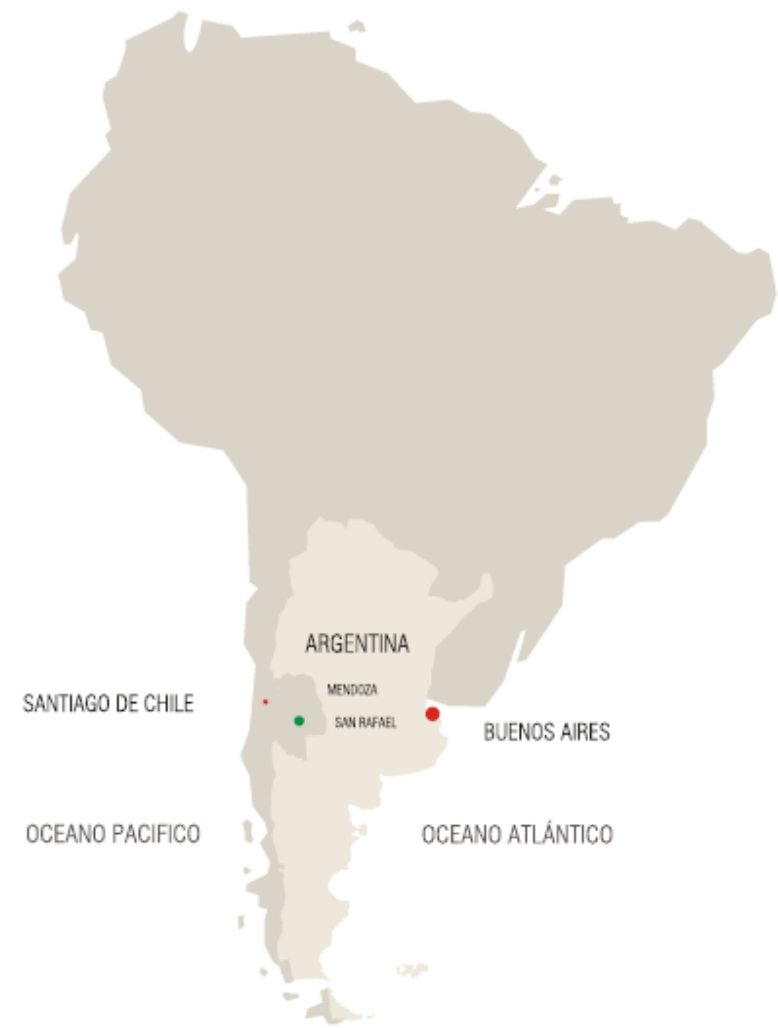 ARGENTINA
MENDOZA
SANTIAGO DE CHILE
SAN RAFAEL
BUENOS AIRES
OCEANO PACIFICO
OCEANO ATLÁNTICO